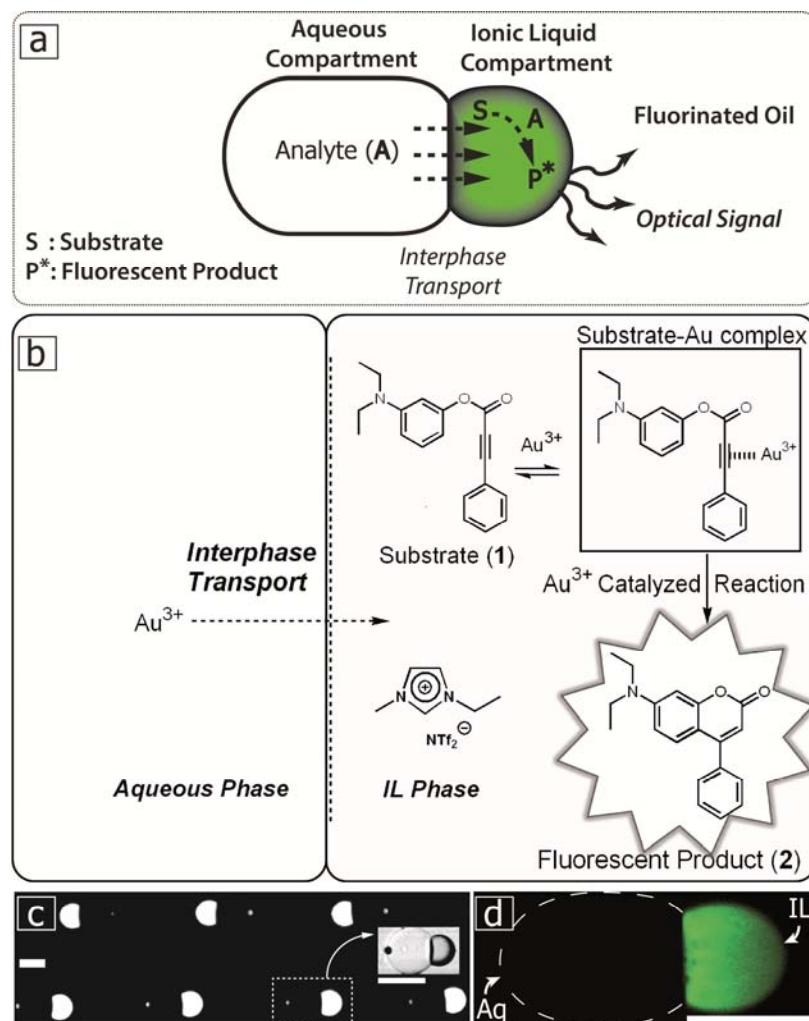 a
Aqueous
Compartment
Ionic Liquid
Compartment
Analyte (A)
S
A
P*
Fluorinated Oil
Optical Signal
S : Substrate
P*: Fluorescent Product
Interphase
Transport
b
Substrate-Au complex
N
O
O
Au3+
N
O
O
Au3+
Substrate (1)
Interphase
Transport
Au3+ Catalyzed Reaction
Au3+
N
O
O
N
+
N
NTf2 ⊖
Aqueous Phase
IL Phase
Fluorescent Product (2)
c
d
IL
Aq